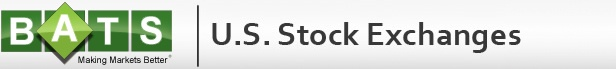 BATS
Making Markets Better®
U.S. Stock Exchanges